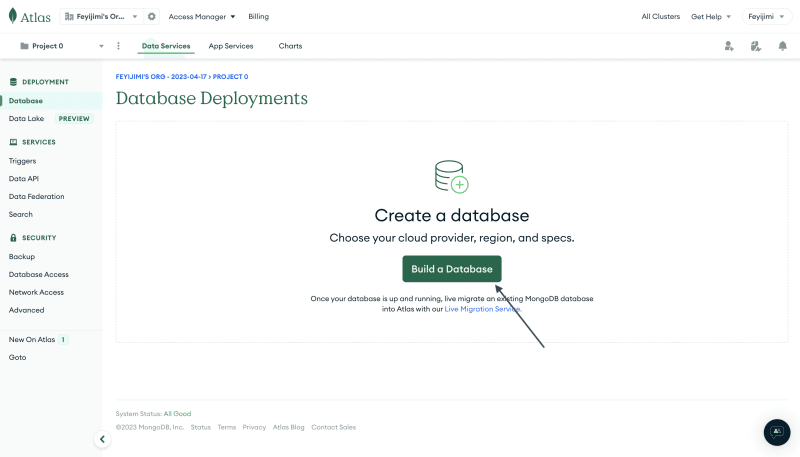 Atlas
Feyijimi's Or...
Access Manager
Billing
All Clusters
Get Help
Feyijimi
Project 0
Data Services
App Services
Charts
DEPLOYMENT
Database
Data Lake
PREVIEW
SERVICES
Triggers
Data API
Data Federation
Search
SECURITY
Backup
Database Access
Network Access
Advanced
New On Atlas
1
Goto
FEYIJIMI'S ORG - 2023-04-17 > PROJECT 0
Database Deployments
Create a database
Choose your cloud provider, region, and specs.
Build a Database
Once your database is up and running, live migrate an existing MongoDB database
into Atlas with our Live Migration Service.
System Status: All Good
©2023 MongoDB, Inc. Status Terms Privacy Atlas Blog Contact Sales